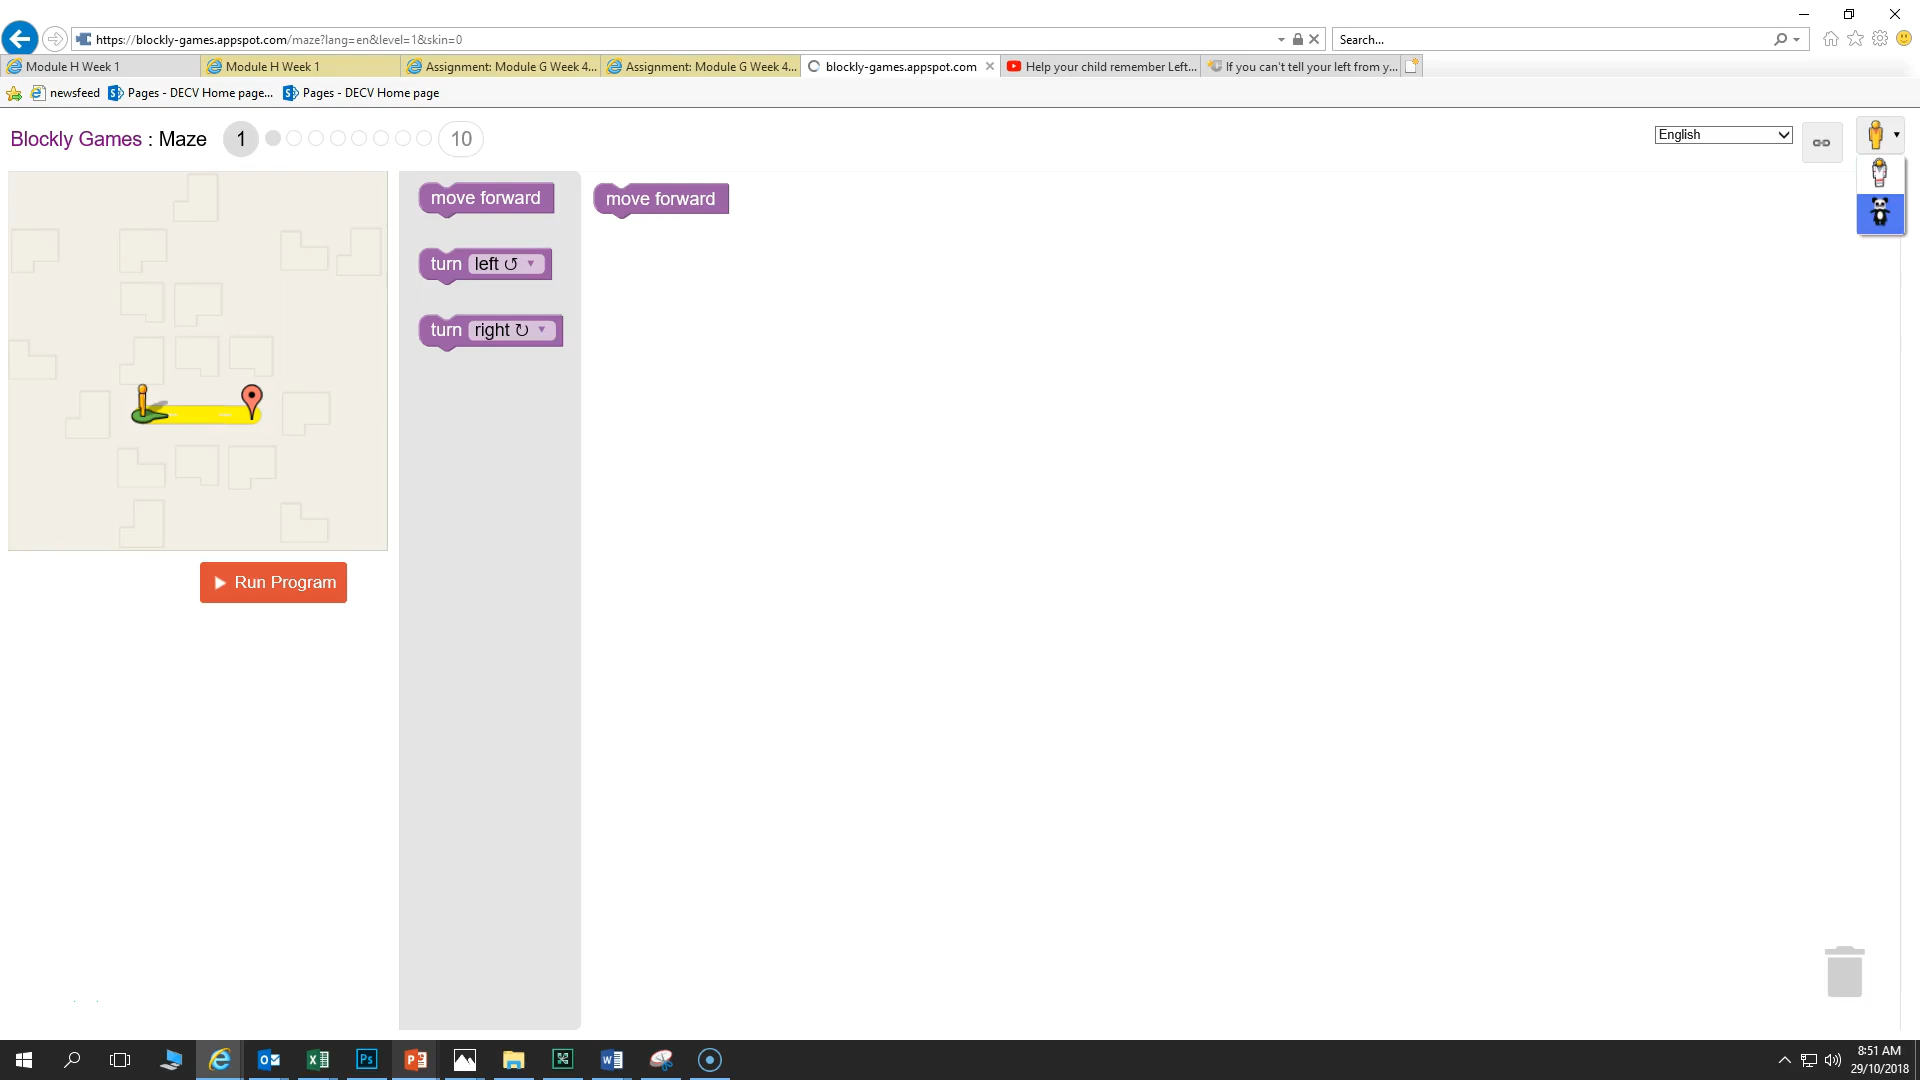 https://blockly-games.appspot.com/maze?lang=en&level=1&skin=0
Search...
Module H Week 1
Module H Week 1
Assignment: Module G Week 4...
Assignment: Module G Week 4...
blockly-games.appspot.com
Help your child remember Left...
If you can't tell your left from y...
newsfeed
Pages - DECV Home page...
Pages - DECV Home page
Blockly Games : Maze 1 10
English
move forward
move forward
turn left ↺ ▾
turn right ↻ ▾
Run Program
8:51 AM
29/10/2018